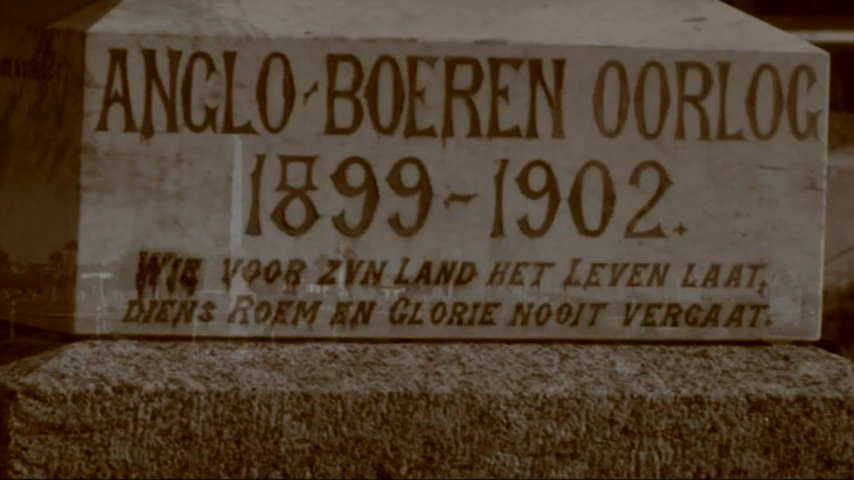 ANGLO-BOEREN OORLOG
1899-1902.
WIE VOOR ZYN LAND HET LEVEN LAAT,
DIENS ROEM EN GLORIE NOOIT VERGAAT.